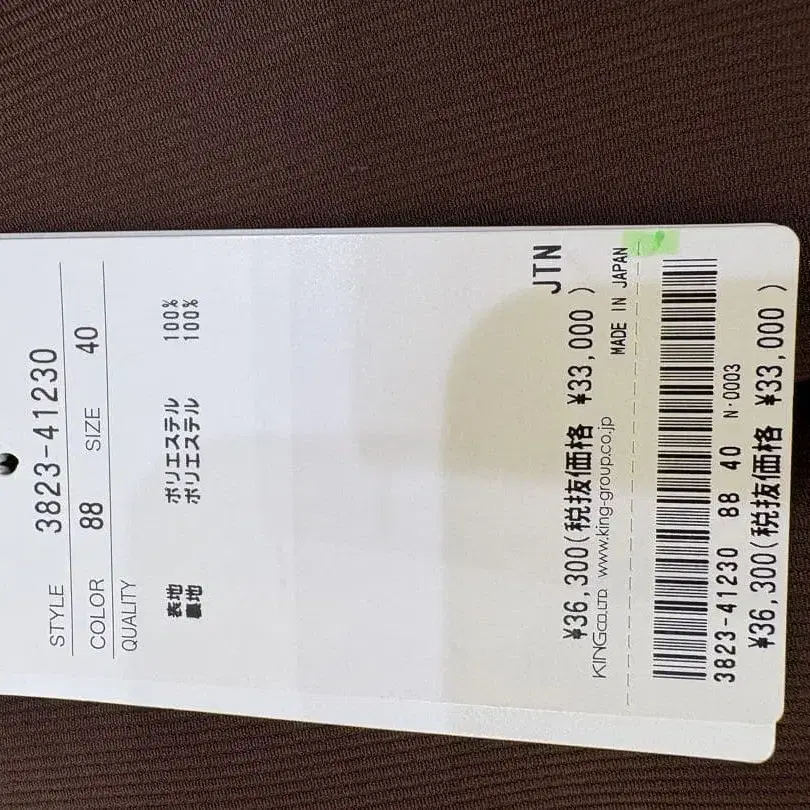 STYLE 3823-41230
COLOR 88 SIZE 40
QUALITY
表地 ポリエステル 100%
裏地 ポリエステル 100%
JTN
¥36,300(税抜価格 ¥33,000 )
KING CO.,LTD. www.king-group.co.jp MADE IN JAPAN
3823-41230 88 40 N·0003
¥36,300(税抜価格 ¥33,000 )